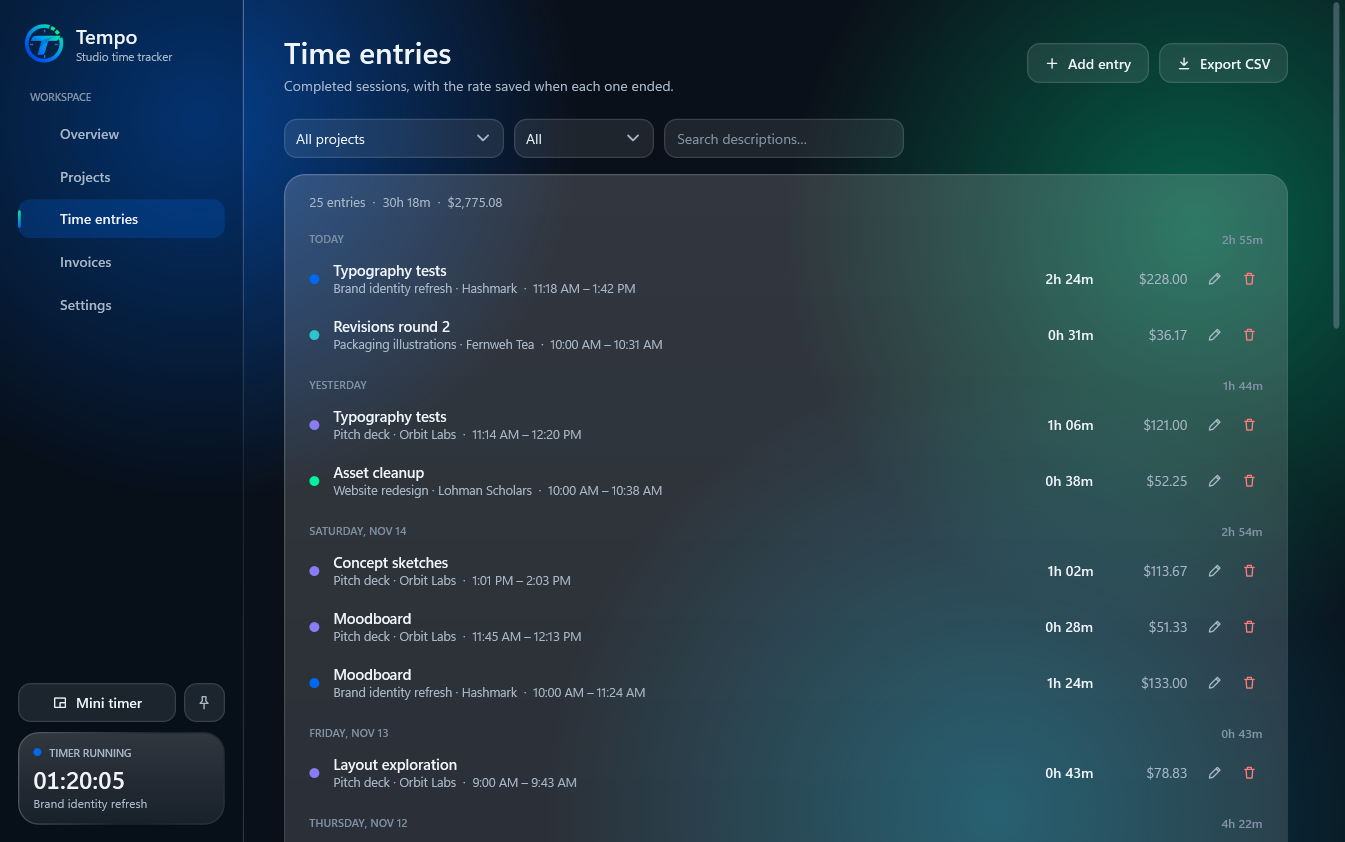 Tempo
Studio time tracker
WORKSPACE
Overview
Projects
Time entries
Invoices
Settings
Mini timer
TIMER RUNNING
01:20:05
Brand identity refresh
Time entries
Completed sessions, with the rate saved when each one ended.
Add entry
Export CSV
All projects
All
Search descriptions...
25 entries · 30h 18m · $2,775.08
TODAY 2h 55m
Typography tests
Brand identity refresh · Hashmark · 11:18 AM – 1:42 PM
2h 24m $228.00
Revisions round 2
Packaging illustrations · Fernweh Tea · 10:00 AM – 10:31 AM
0h 31m $36.17
YESTERDAY 1h 44m
Typography tests
Pitch deck · Orbit Labs · 11:14 AM – 12:20 PM
1h 06m $121.00
Asset cleanup
Website redesign · Lohman Scholars · 10:00 AM – 10:38 AM
0h 38m $52.25
SATURDAY, NOV 14 2h 54m
Concept sketches
Pitch deck · Orbit Labs · 1:01 PM – 2:03 PM
1h 02m $113.67
Moodboard
Pitch deck · Orbit Labs · 11:45 AM – 12:13 PM
0h 28m $51.33
Moodboard
Brand identity refresh · Hashmark · 10:00 AM – 11:24 AM
1h 24m $133.00
FRIDAY, NOV 13 0h 43m
Layout exploration
Pitch deck · Orbit Labs · 9:00 AM – 9:43 AM
0h 43m $78.83
THURSDAY, NOV 12 4h 22m